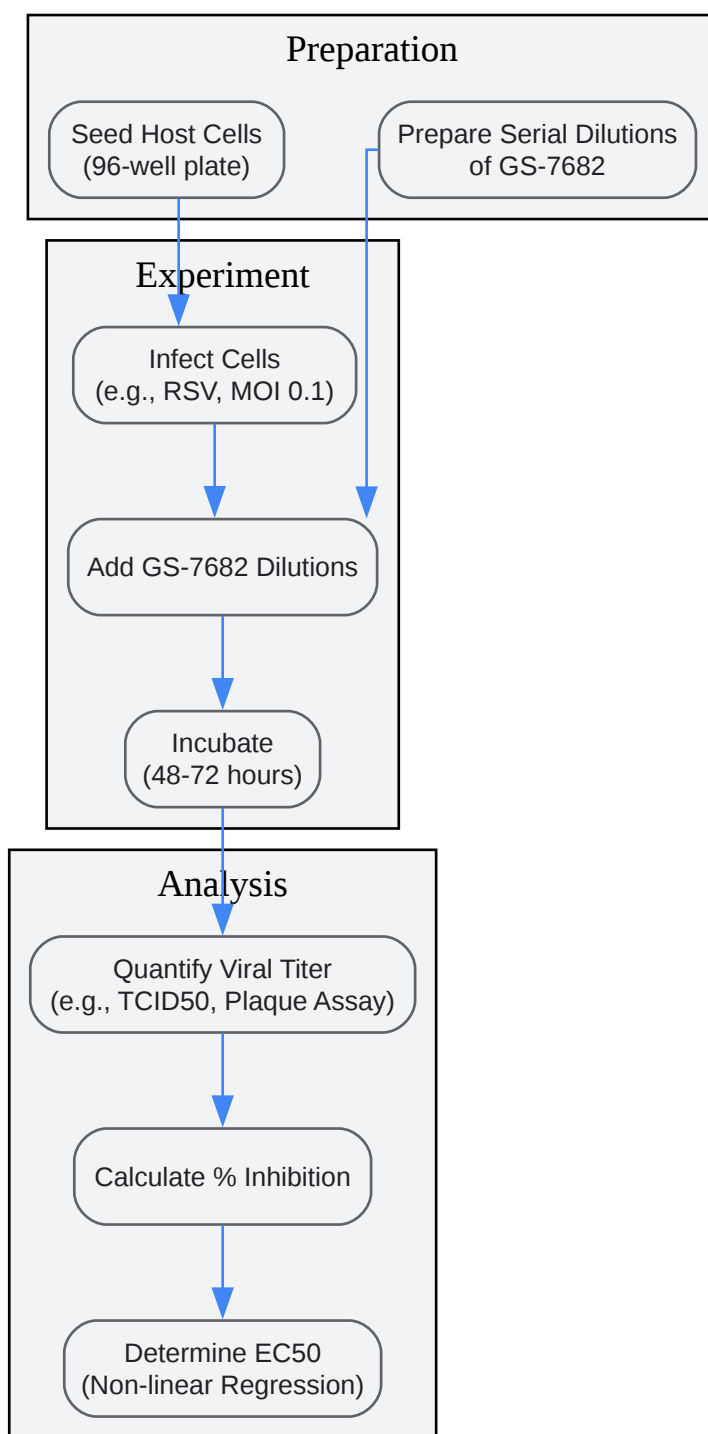 Preparation
Seed Host Cells
(96-well plate)
Prepare Serial Dilutions
of GS-7682
Experiment
Infect Cells
(e.g., RSV, MOI 0.1)
Add GS-7682 Dilutions
Incubate
(48-72 hours)
Analysis
Quantify Viral Titer
(e.g., TCID50, Plaque Assay)
Calculate % Inhibition
Determine EC50
(Non-linear Regression)